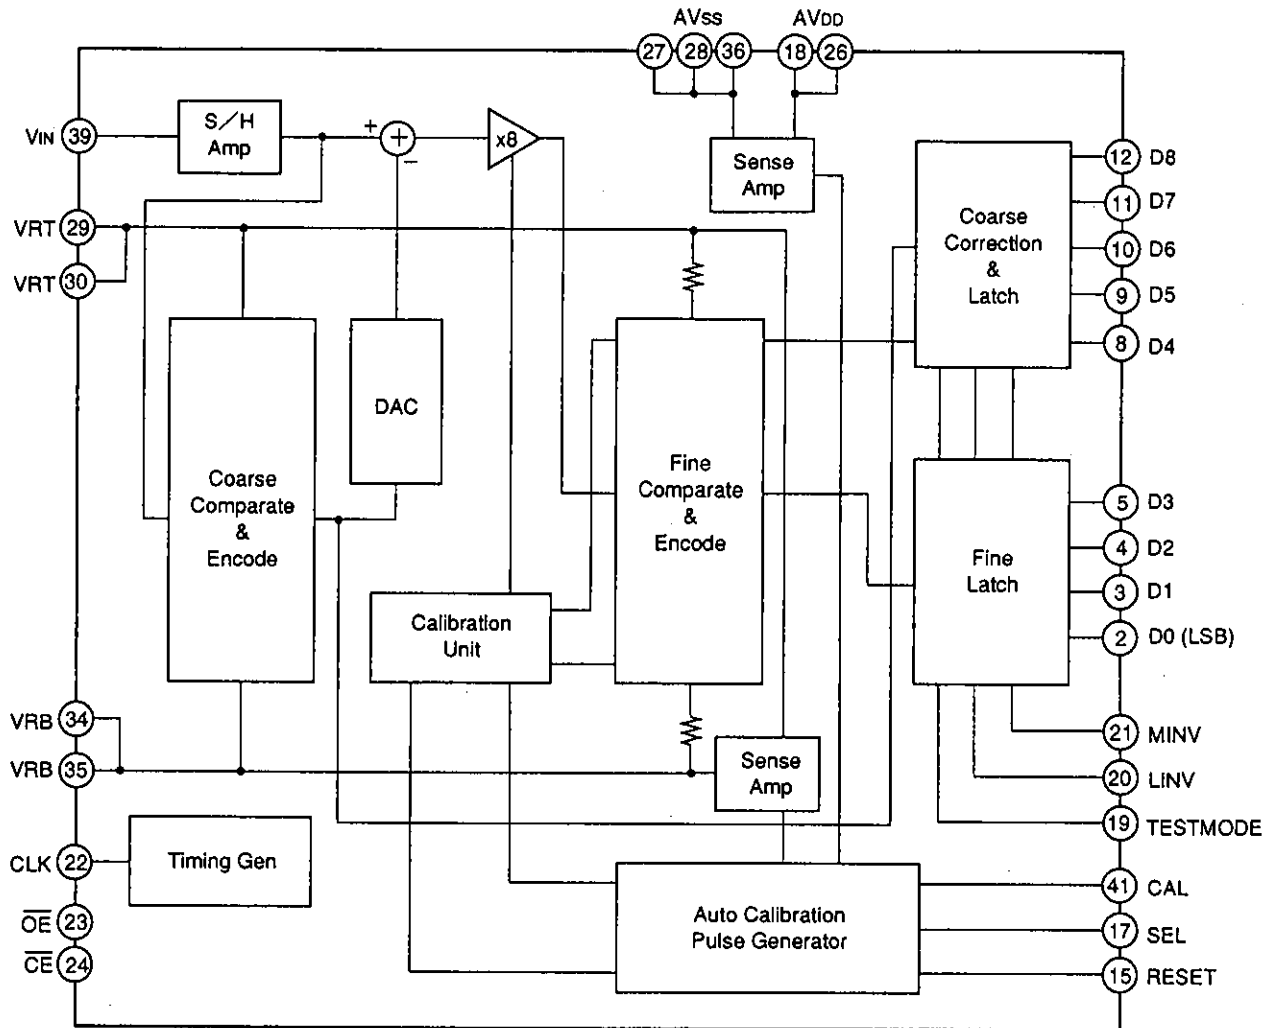 AVSS AVDD
27 28 36 18 26
VIN 39
S/H
Amp
+
+
−
x8
Sense
Amp
Coarse
Correction
&
Latch
12 D8
11 D7
10 D6
9 D5
8 D4
VRT 29
VRT 30
DAC
Coarse
Comparate
&
Encode
Fine
Comparate
&
Encode
Fine
Latch
5 D3
4 D2
3 D1
2 D0 (LSB)
Calibration
Unit
VRB 34
VRB 35
Sense
Amp
21 MINV
20 LINV
19 TESTMODE
CLK 22
Timing Gen
OE 23
CE 24
Auto Calibration
Pulse Generator
41 CAL
17 SEL
15 RESET